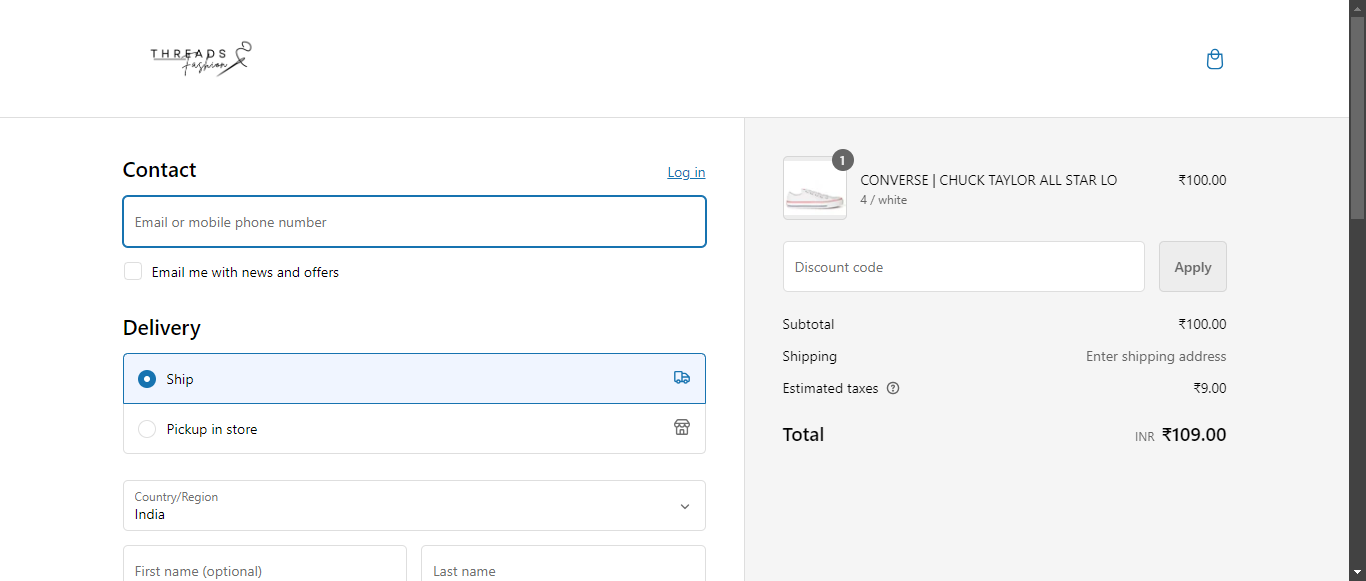 THREADS
Fashion
Contact
Log in
Email or mobile phone number
Email me with news and offers
Delivery
Ship
Pickup in store
Country/Region
India
First name (optional)
Last name
1
CONVERSE | CHUCK TAYLOR ALL STAR LO
₹100.00
4 / white
Discount code
Apply
Subtotal
₹100.00
Shipping
Enter shipping address
Estimated taxes
?
₹9.00
Total
INR ₹109.00